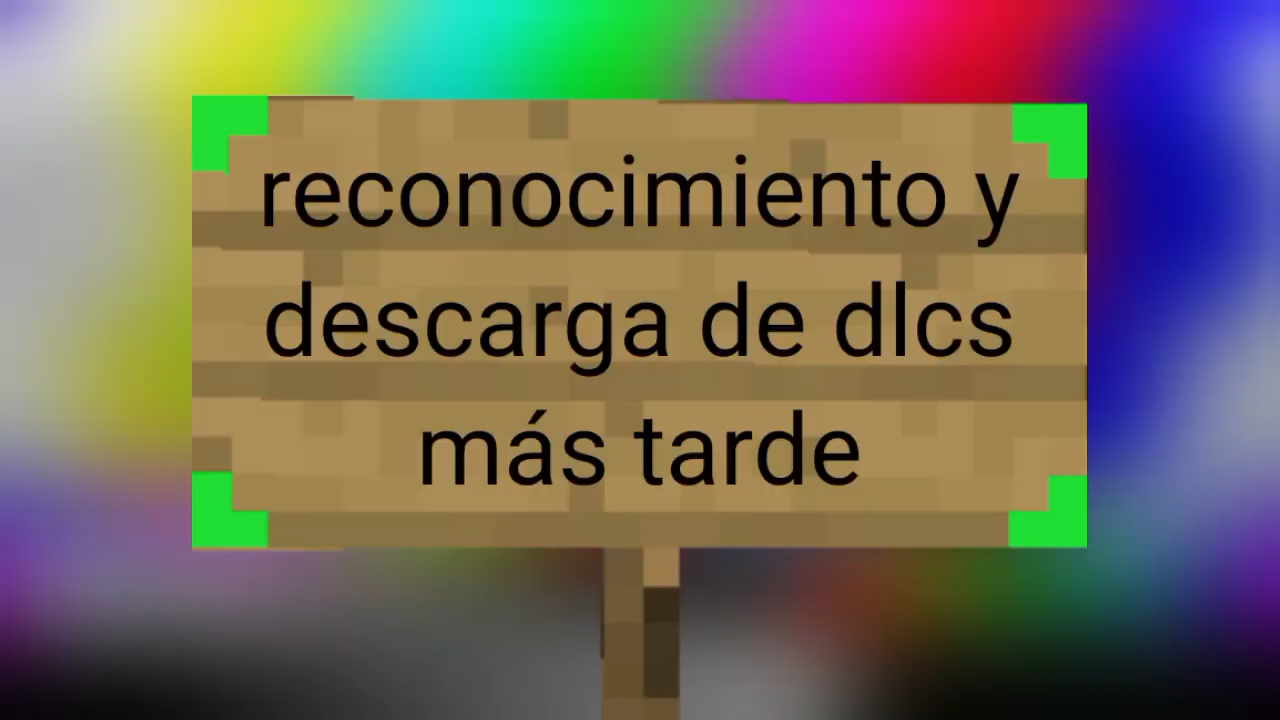 reconocimiento y
descarga de dlcs
más tarde